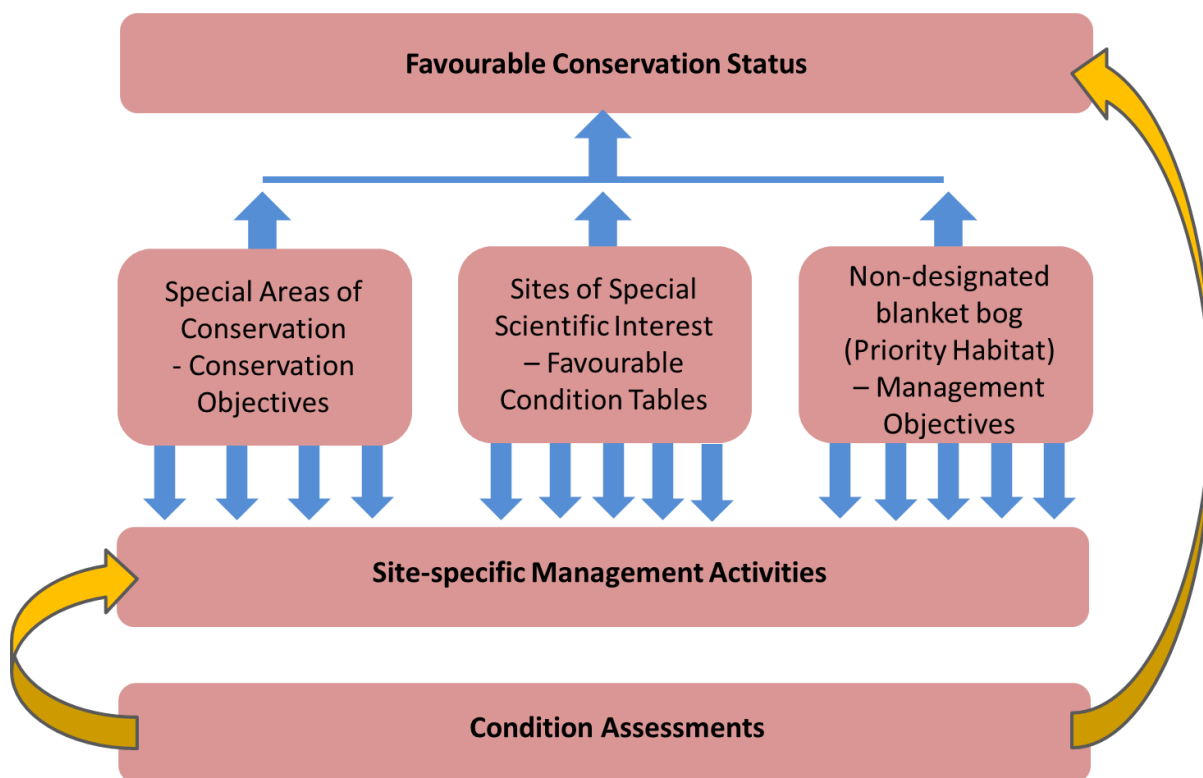 Favourable Conservation Status
Special Areas of
Conservation
- Conservation
Objectives
Sites of Special
Scientific Interest
– Favourable
Condition Tables
Non-designated
blanket bog
(Priority Habitat)
– Management
Objectives
Site-specific Management Activities
Condition Assessments